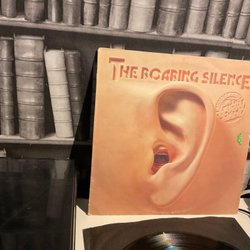 THE ROARING SILENCE